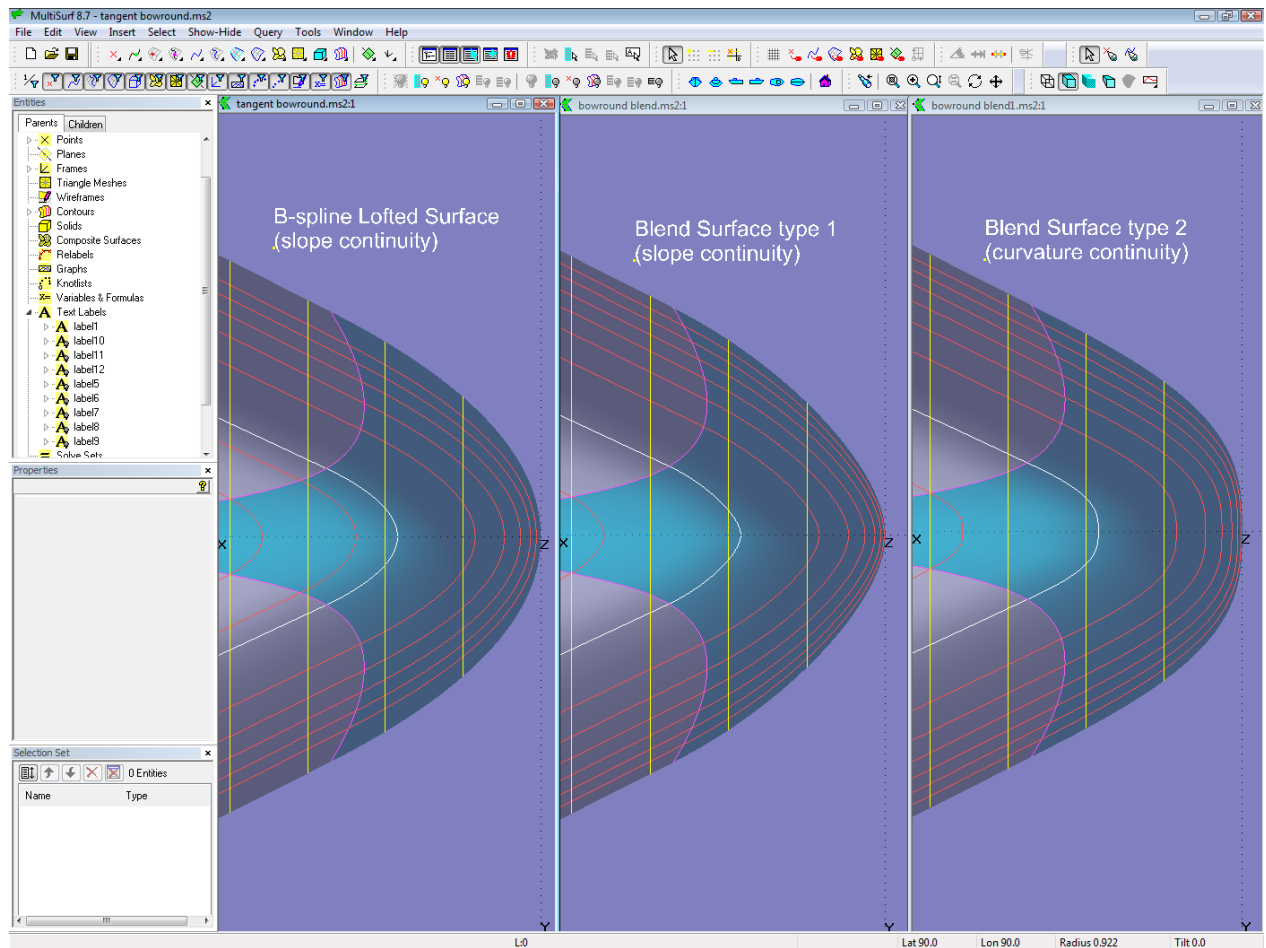 MultiSurf 8.7 - tangent bowround.ms2
File Edit View Insert Select Show-Hide Query Tools Window Help
Entities
Parents Children
Points
Planes
Frames
Triangle Meshes
Wireframes
Contours
Solids
Composite Surfaces
Relabels
Graphs
Knotlists
Variables & Formulas
Text Labels
label1
label10
label11
label12
label5
label6
label7
label8
label9
Solve Sets
Properties
Selection Set
0 Entities
Name Type
tangent bowround.ms2:1
B-spline Lofted Surface
(slope continuity)
X Z
Y
bowround blend.ms2:1
Blend Surface type 1
(slope continuity)
X Z
Y
bowround blend1.ms2:1
Blend Surface type 2
(curvature continuity)
X Z
Y
L:0 Lat 90.0 Lon 90.0 Radius 0.922 Tilt 0.0